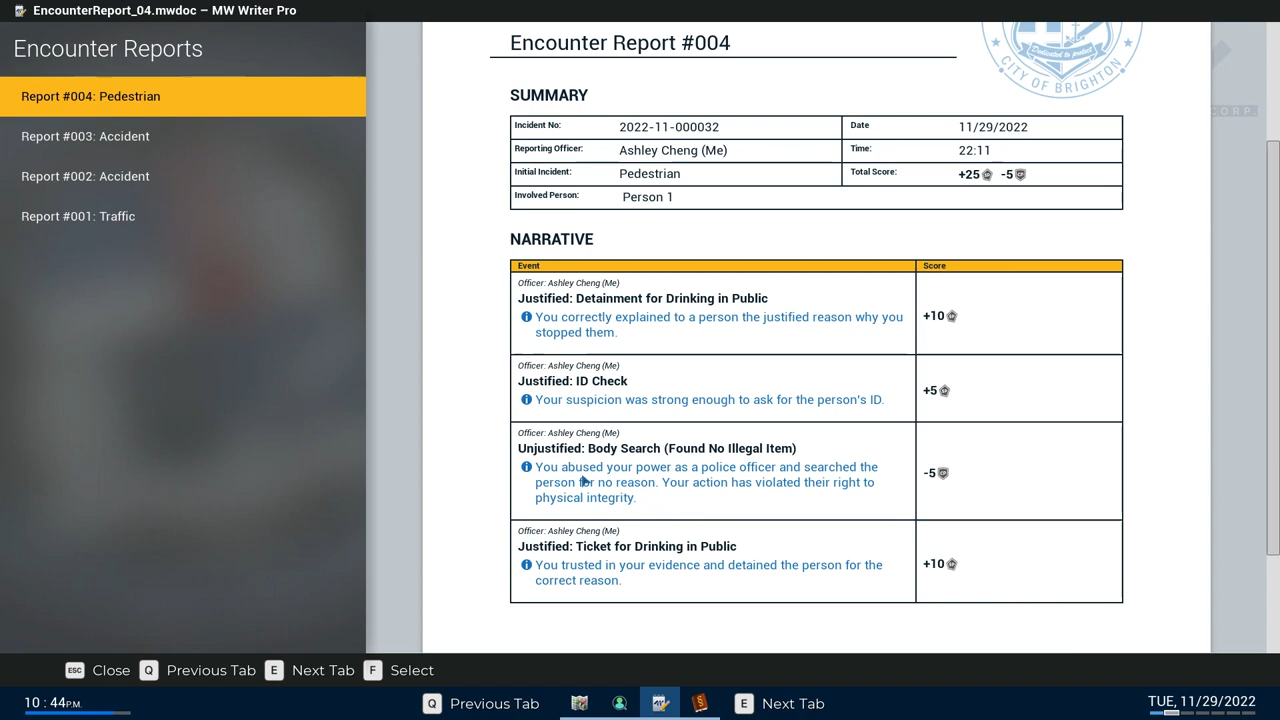 EncounterReport_04.mwdoc – MW Writer Pro
Encounter Reports
Report #004: Pedestrian
Report #003: Accident
Report #002: Accident
Report #001: Traffic
Encounter Report #004
Dedicated to protect
CITY OF BRIGHTON
CORP.
SUMMARY
Incident No: 2022-11-000032 Date 11/29/2022
Reporting Officer: Ashley Cheng (Me) Time: 22:11
Initial Incident: Pedestrian Total Score: +25 -5
Involved Person: Person 1
NARRATIVE
Event Score
Officer: Ashley Cheng (Me)
Justified: Detainment for Drinking in Public
You correctly explained to a person the justified reason why you
stopped them.
+10
Officer: Ashley Cheng (Me)
Justified: ID Check
Your suspicion was strong enough to ask for the person's ID.
+5
Officer: Ashley Cheng (Me)
Unjustified: Body Search (Found No Illegal Item)
You abused your power as a police officer and searched the
person for no reason. Your action has violated their right to
physical integrity.
-5
Officer: Ashley Cheng (Me)
Justified: Ticket for Drinking in Public
You trusted in your evidence and detained the person for the
correct reason.
+10
ESC Close Q Previous Tab E Next Tab F Select
10 : 44 P.M. Q Previous Tab E Next Tab TUE, 11/29/2022